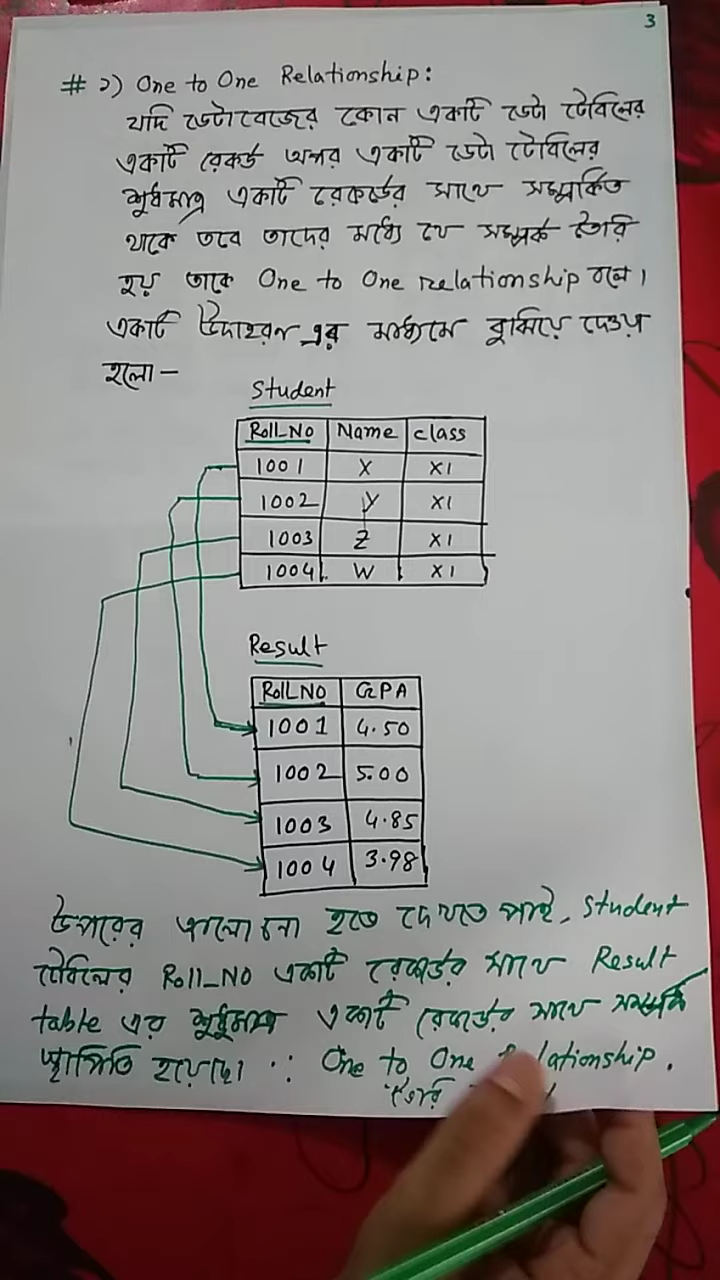 3
# ২) One to One Relationship:
যদি ডেটাবেজের কোন একটি ডেটা টেবিলের
একটি রেকর্ড অপর একটি ডেটা টেবিলের
শুধুমাত্র একটি রেকর্ডের সাথে সম্পর্কিত
থাকে তবে তাদের মধ্যে যে সম্পর্ক তৈরি
হয় তাকে One to One relationship বলে।
একটি উদাহরন এর মাধ্যমে বুঝিয়ে দেওয়া
হলো-
Student
Roll_No Name class
1001 X XI
1002 Y XI
1003 Z XI
1004 W XI
Result
Roll_No GPA
1001 4.50
1002 5.00
1003 4.85
1004 3.98
উপরের আলোচনা হতে দেখতে পাই, Student
টেবিলের Roll_No একটি রেকর্ডের সাথে Result
table এর শুধুমাত্র একটি রেকর্ডের সাথে সম্পর্ক
স্থাপিত হয়েছে। ∴ One to One Relationship.
তৈরি